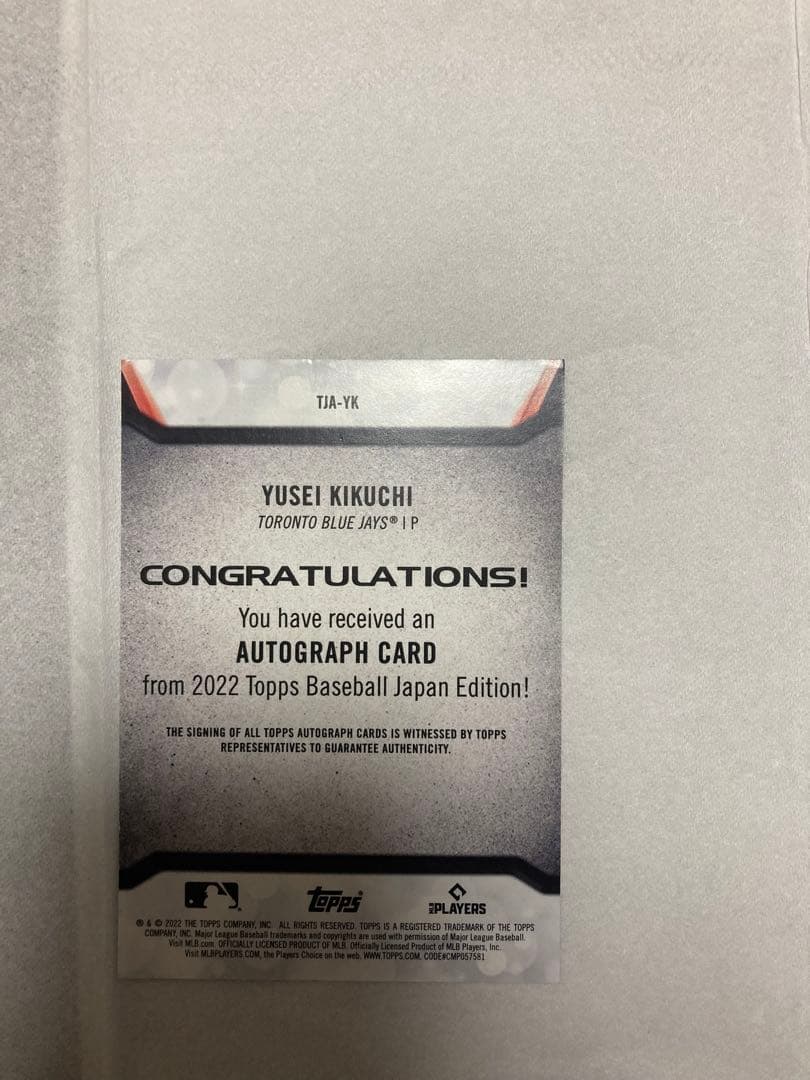 TJA-YK
YUSEI KIKUCHI
TORONTO BLUE JAYS® | P
CONGRATULATIONS!
You have received an
AUTOGRAPH CARD
from 2022 Topps Baseball Japan Edition!
THE SIGNING OF ALL TOPPS AUTOGRAPH CARDS IS WITNESSED BY TOPPS
REPRESENTATIVES TO GUARANTEE AUTHENTICITY.
topps®
MLB PLAYERS
® & © 2022 THE TOPPS COMPANY, INC. ALL RIGHTS RESERVED. TOPPS IS A REGISTERED TRADEMARK OF THE TOPPS
COMPANY, INC. Major League Baseball trademarks and copyrights are used with permission of Major League Baseball.
Visit MLB.com. OFFICIALLY LICENSED PRODUCT OF MLB. Officially Licensed Product of MLB Players, Inc.
Visit MLBPLAYERS.COM, the Players Choice on the web. WWW.TOPPS.COM. CODE#CMP057581